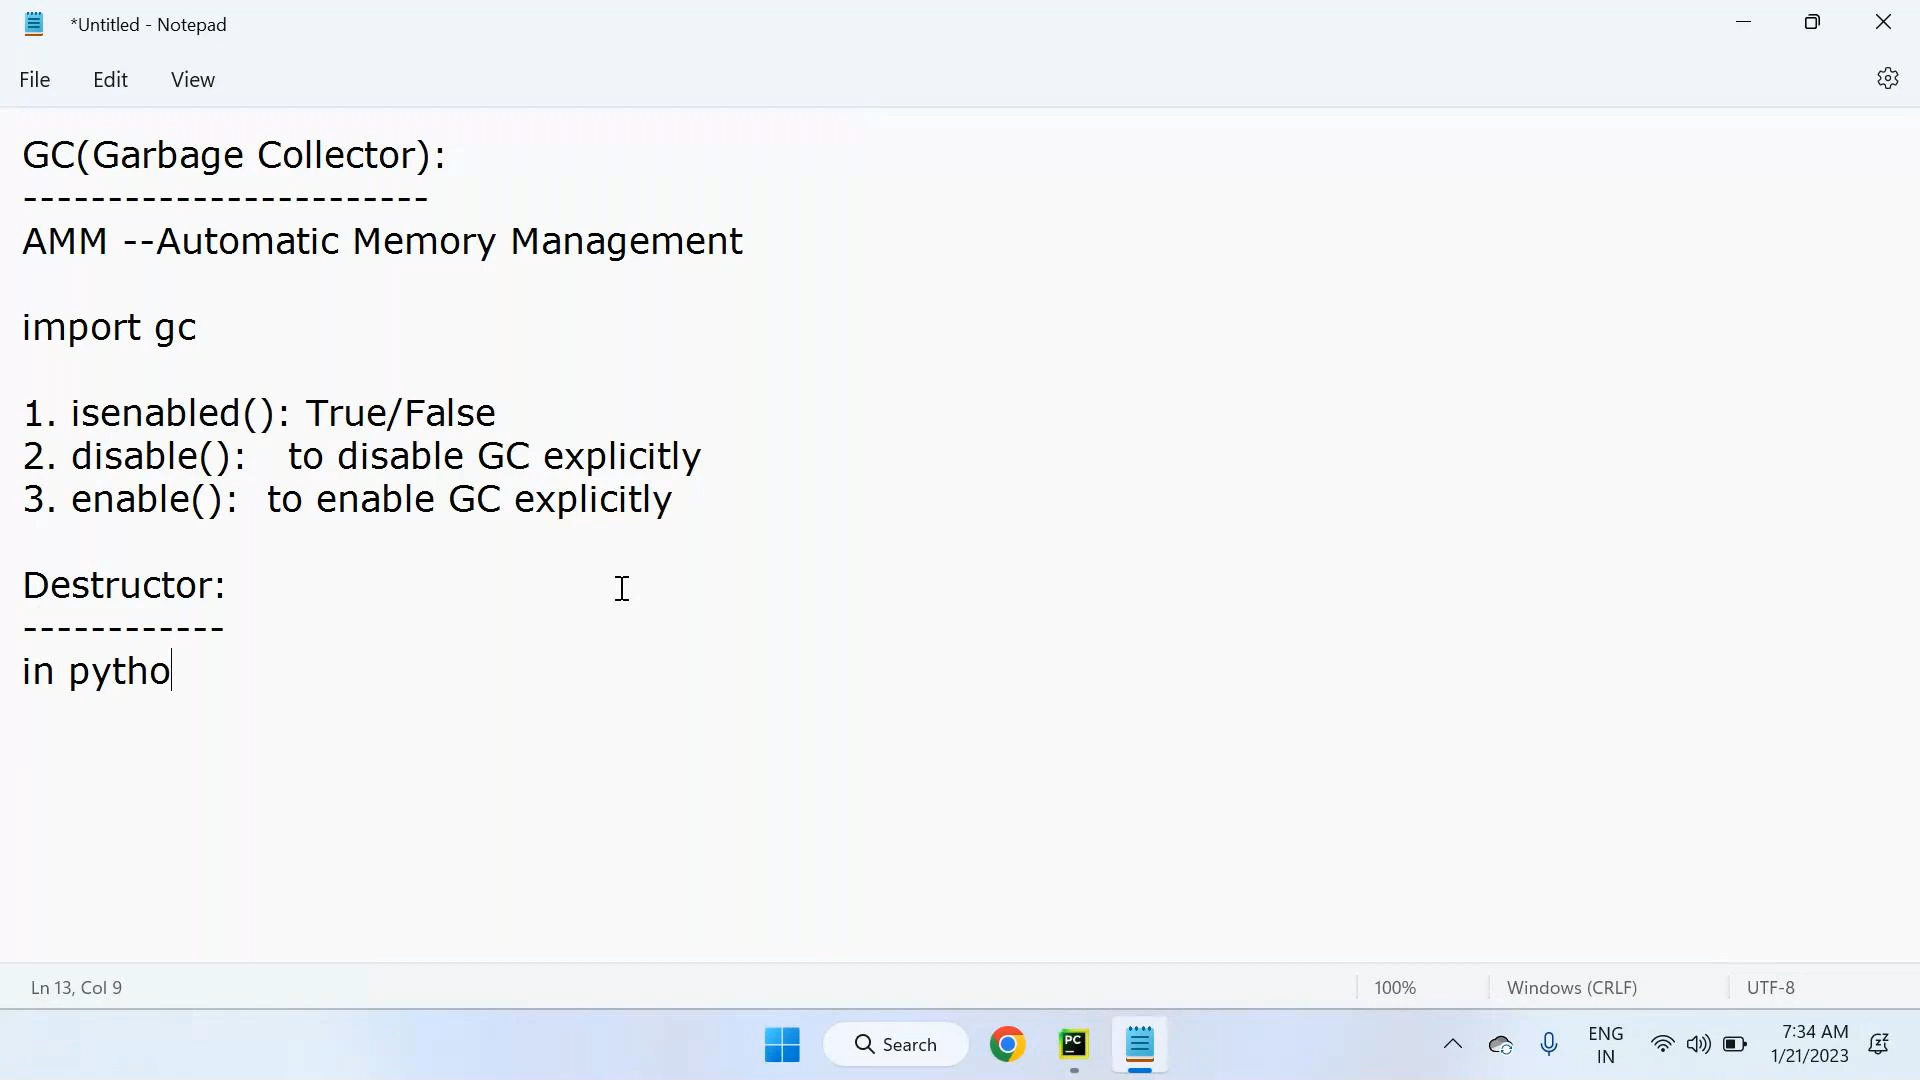 *Untitled - Notepad
File Edit View
GC(Garbage Collector):
------------------------
AMM --Automatic Memory Management
import gc
1. isenabled(): True/False
2. disable():   to disable GC explicitly
3. enable():  to enable GC explicitly
Destructor:
------------
in pytho
Ln 13, Col 9 100% Windows (CRLF) UTF-8
Search PC ENG 7:34 AM
IN 1/21/2023